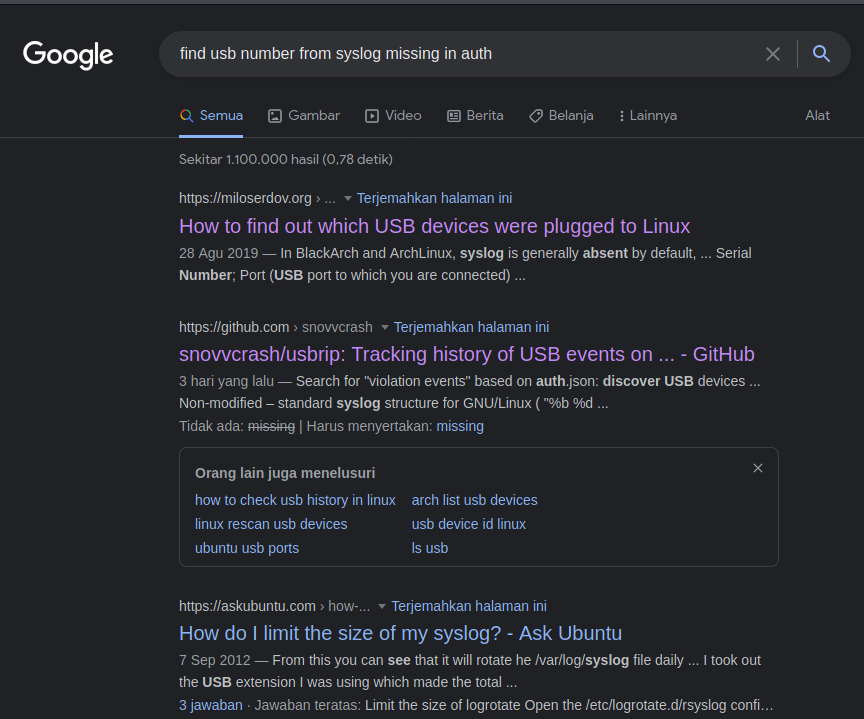 Google
find usb number from syslog missing in auth
Semua Gambar Video Berita Belanja Lainnya Alat
Sekitar 1.100.000 hasil (0,78 detik)
https://miloserdov.org › ... Terjemahkan halaman ini
How to find out which USB devices were plugged to Linux
28 Agu 2019 — In BlackArch and ArchLinux, syslog is generally absent by default, ... Serial
Number; Port (USB port to which you are connected) ...
https://github.com › snovvcrash Terjemahkan halaman ini
snovvcrash/usbrip: Tracking history of USB events on ... - GitHub
3 hari yang lalu — Search for "violation events" based on auth.json: discover USB devices ...
Non-modified – standard syslog structure for GNU/Linux ( "%b %d ...
Tidak ada: missing | Harus menyertakan: missing
Orang lain juga menelusuri
how to check usb history in linux arch list usb devices
linux rescan usb devices usb device id linux
ubuntu usb ports ls usb
https://askubuntu.com › how-... Terjemahkan halaman ini
How do I limit the size of my syslog? - Ask Ubuntu
7 Sep 2012 — From this you can see that it will rotate he /var/log/syslog file daily ... I took out
the USB extension I was using which made the total ...
3 jawaban · Jawaban teratas: Limit the size of logrotate Open the /etc/logrotate.d/rsyslog confi…